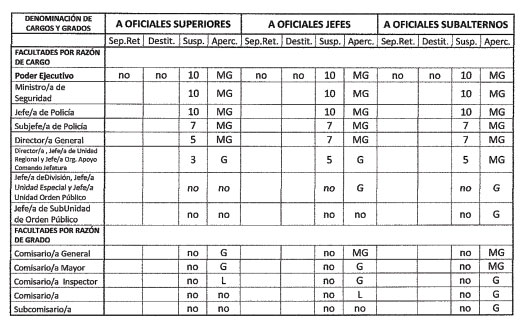 DENOMINACIÓN DE CARGOS Y GRADOS A OFICIALES SUPERIORES A OFICIALES JEFES A OFICIALES SUBALTERNOS
Sep.Ret Destit. Susp. Aperc. Sep.Ret. Destit. Susp. Aperc. Sep.Ret. Destit. Susp. Aperc.
FACULTADES POR RAZÓN
DE CARGO
Poder Ejecutivo no no 10 MG no no 10 MG no no 10 MG
Ministro/a de
Seguridad 10 MG 10 MG 10 MG
Jefe/a de Policía 10 MG 10 MG 10 MG
Subjefe/a de Policía 7 MG 7 MG 7 MG
Director/a General 5 MG 7 MG 7 MG
Director/a , Jefe/a de Unidad
Regional y Jefe/a Org. Apoyo
Comando Jefatura 3 G 5 G 5 MG
Jefe/a deDivisión, Jefe/a
Unidad Especial y Jefe/a
Unidad Orden Público no no no G no G
Jefe/a de SubUnidad
de Orden Público no no no G no G
FACULTADES POR RAZÓN
DE GRADO
Comisario/a General no G no MG no MG
Comisario/a Mayor no G no G no MG
Comisario/a Inspector no L no G no G
Comisario/a no no no L no G
Subcomisario/a no no no no no G